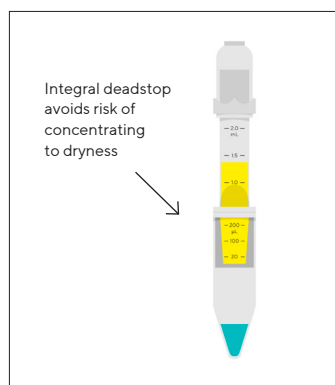 Integral deadstop
avoids risk of
concentrating
to dryness
2.0
mL
1.5
1.0
200
µL
100
20